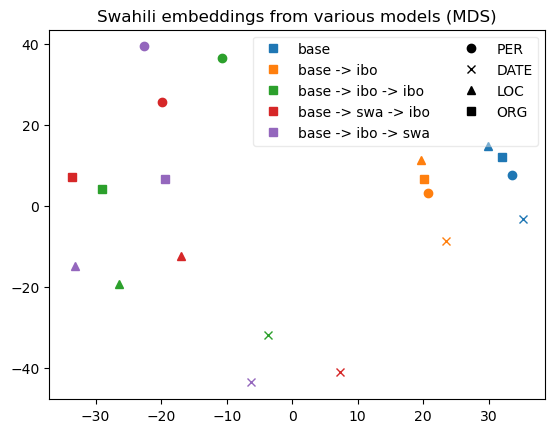 Swahili embeddings from various models (MDS)
base
base -> ibo
base -> ibo -> ibo
base -> swa -> ibo
base -> ibo -> swa
PER
DATE
LOC
ORG
40
20
0
−20
−40
−30
−20
−10
0
10
20
30